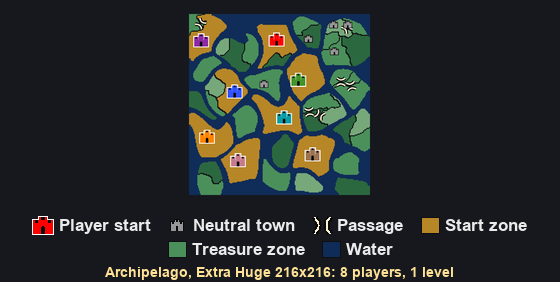 Player start Neutral town Passage Start zone
Treasure zone Water
Archipelago, Extra Huge 216x216: 8 players, 1 level